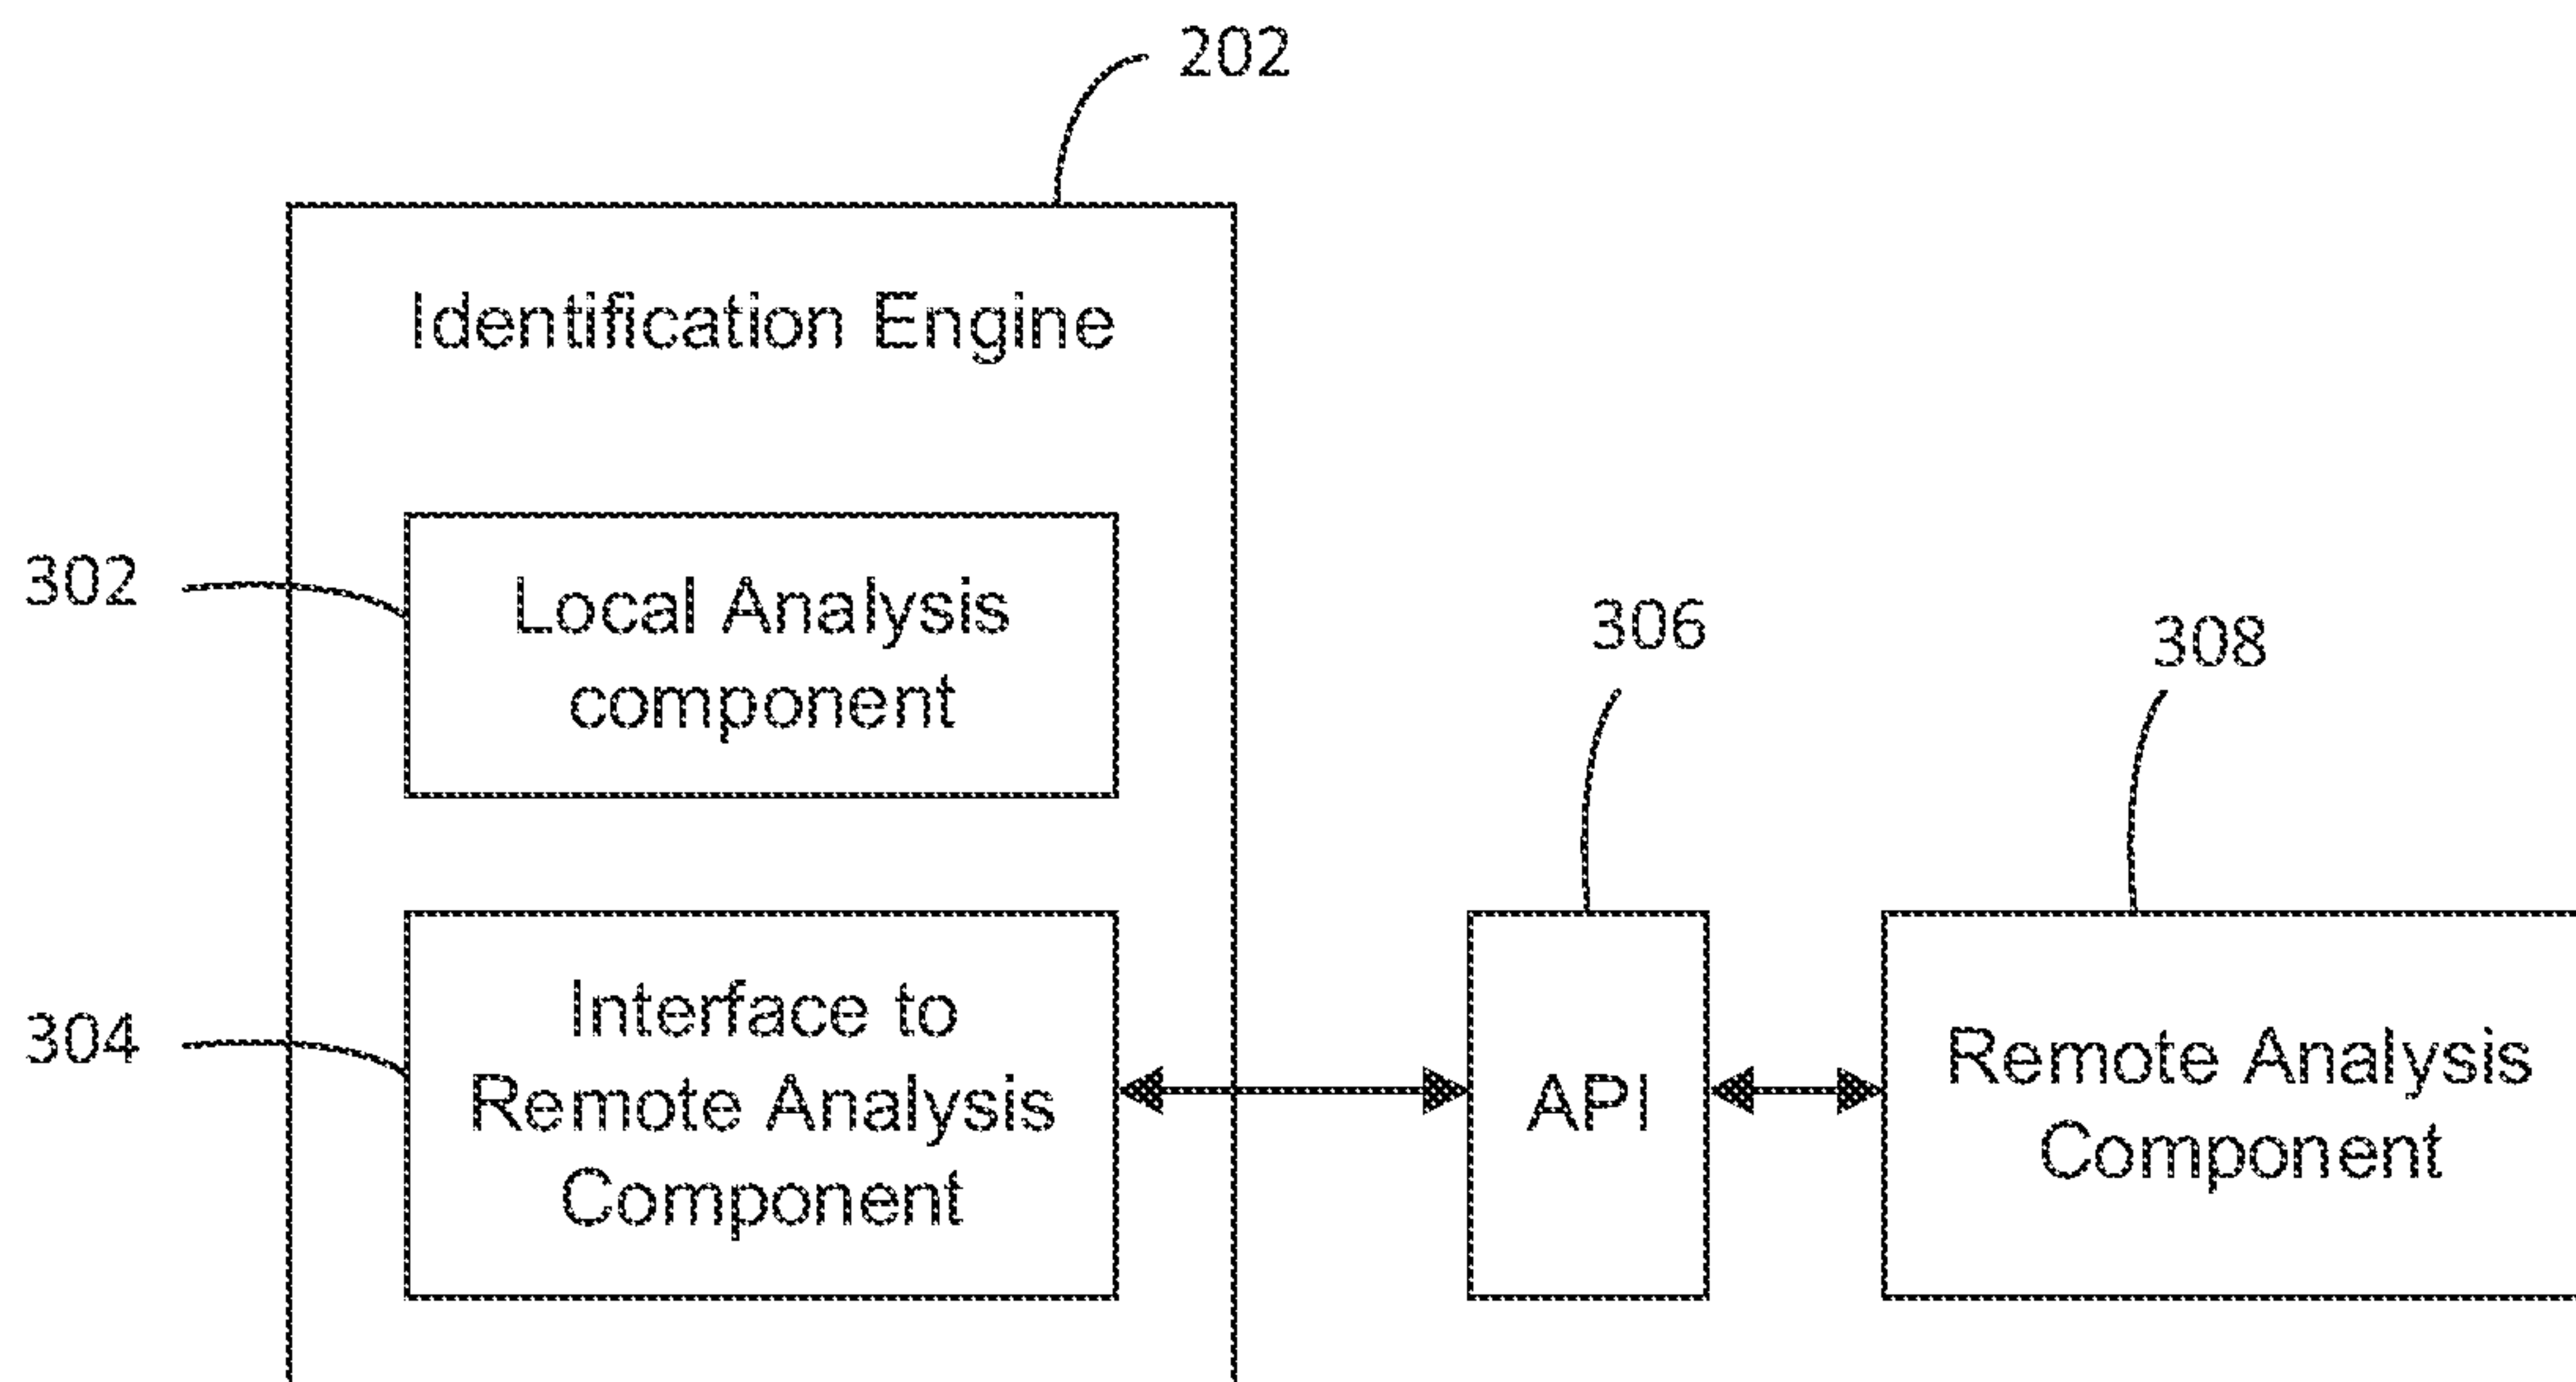 202
Identification Engine
302
Local Analysis
component
304
Interface to
Remote Analysis
Component
306
API
308
Remote Analysis
Component